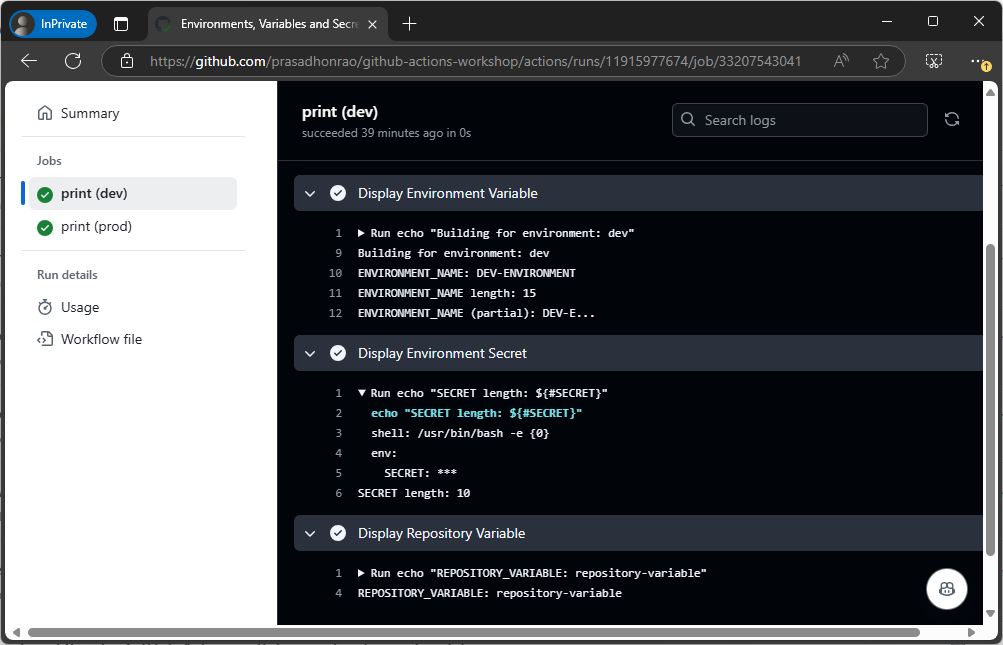 InPrivate
Environments, Variables and Secre
https://github.com/prasadhonrao/github-actions-workshop/actions/runs/11915977674/job/33207543041
Summary
Jobs
print (dev)
print (prod)
Run details
Usage
Workflow file
print (dev)
succeeded 39 minutes ago in 0s
Search logs
Display Environment Variable
1 ▶ Run echo "Building for environment: dev"
9 Building for environment: dev
10 ENVIRONMENT_NAME: DEV-ENVIRONMENT
11 ENVIRONMENT_NAME length: 15
12 ENVIRONMENT_NAME (partial): DEV-E...
Display Environment Secret
1 ▼ Run echo "SECRET length: ${#SECRET}"
2 echo "SECRET length: ${#SECRET}"
3 shell: /usr/bin/bash -e {0}
4 env:
5 SECRET: ***
6 SECRET length: 10
Display Repository Variable
1 ▶ Run echo "REPOSITORY_VARIABLE: repository-variable"
4 REPOSITORY_VARIABLE: repository-variable